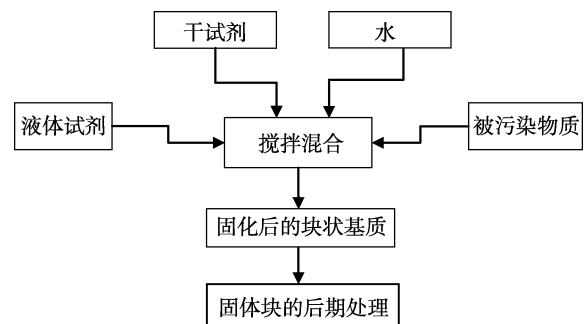 干试剂
水
液体试剂
搅拌混合
被污染物质
固化后的块状基质
固体块的后期处理